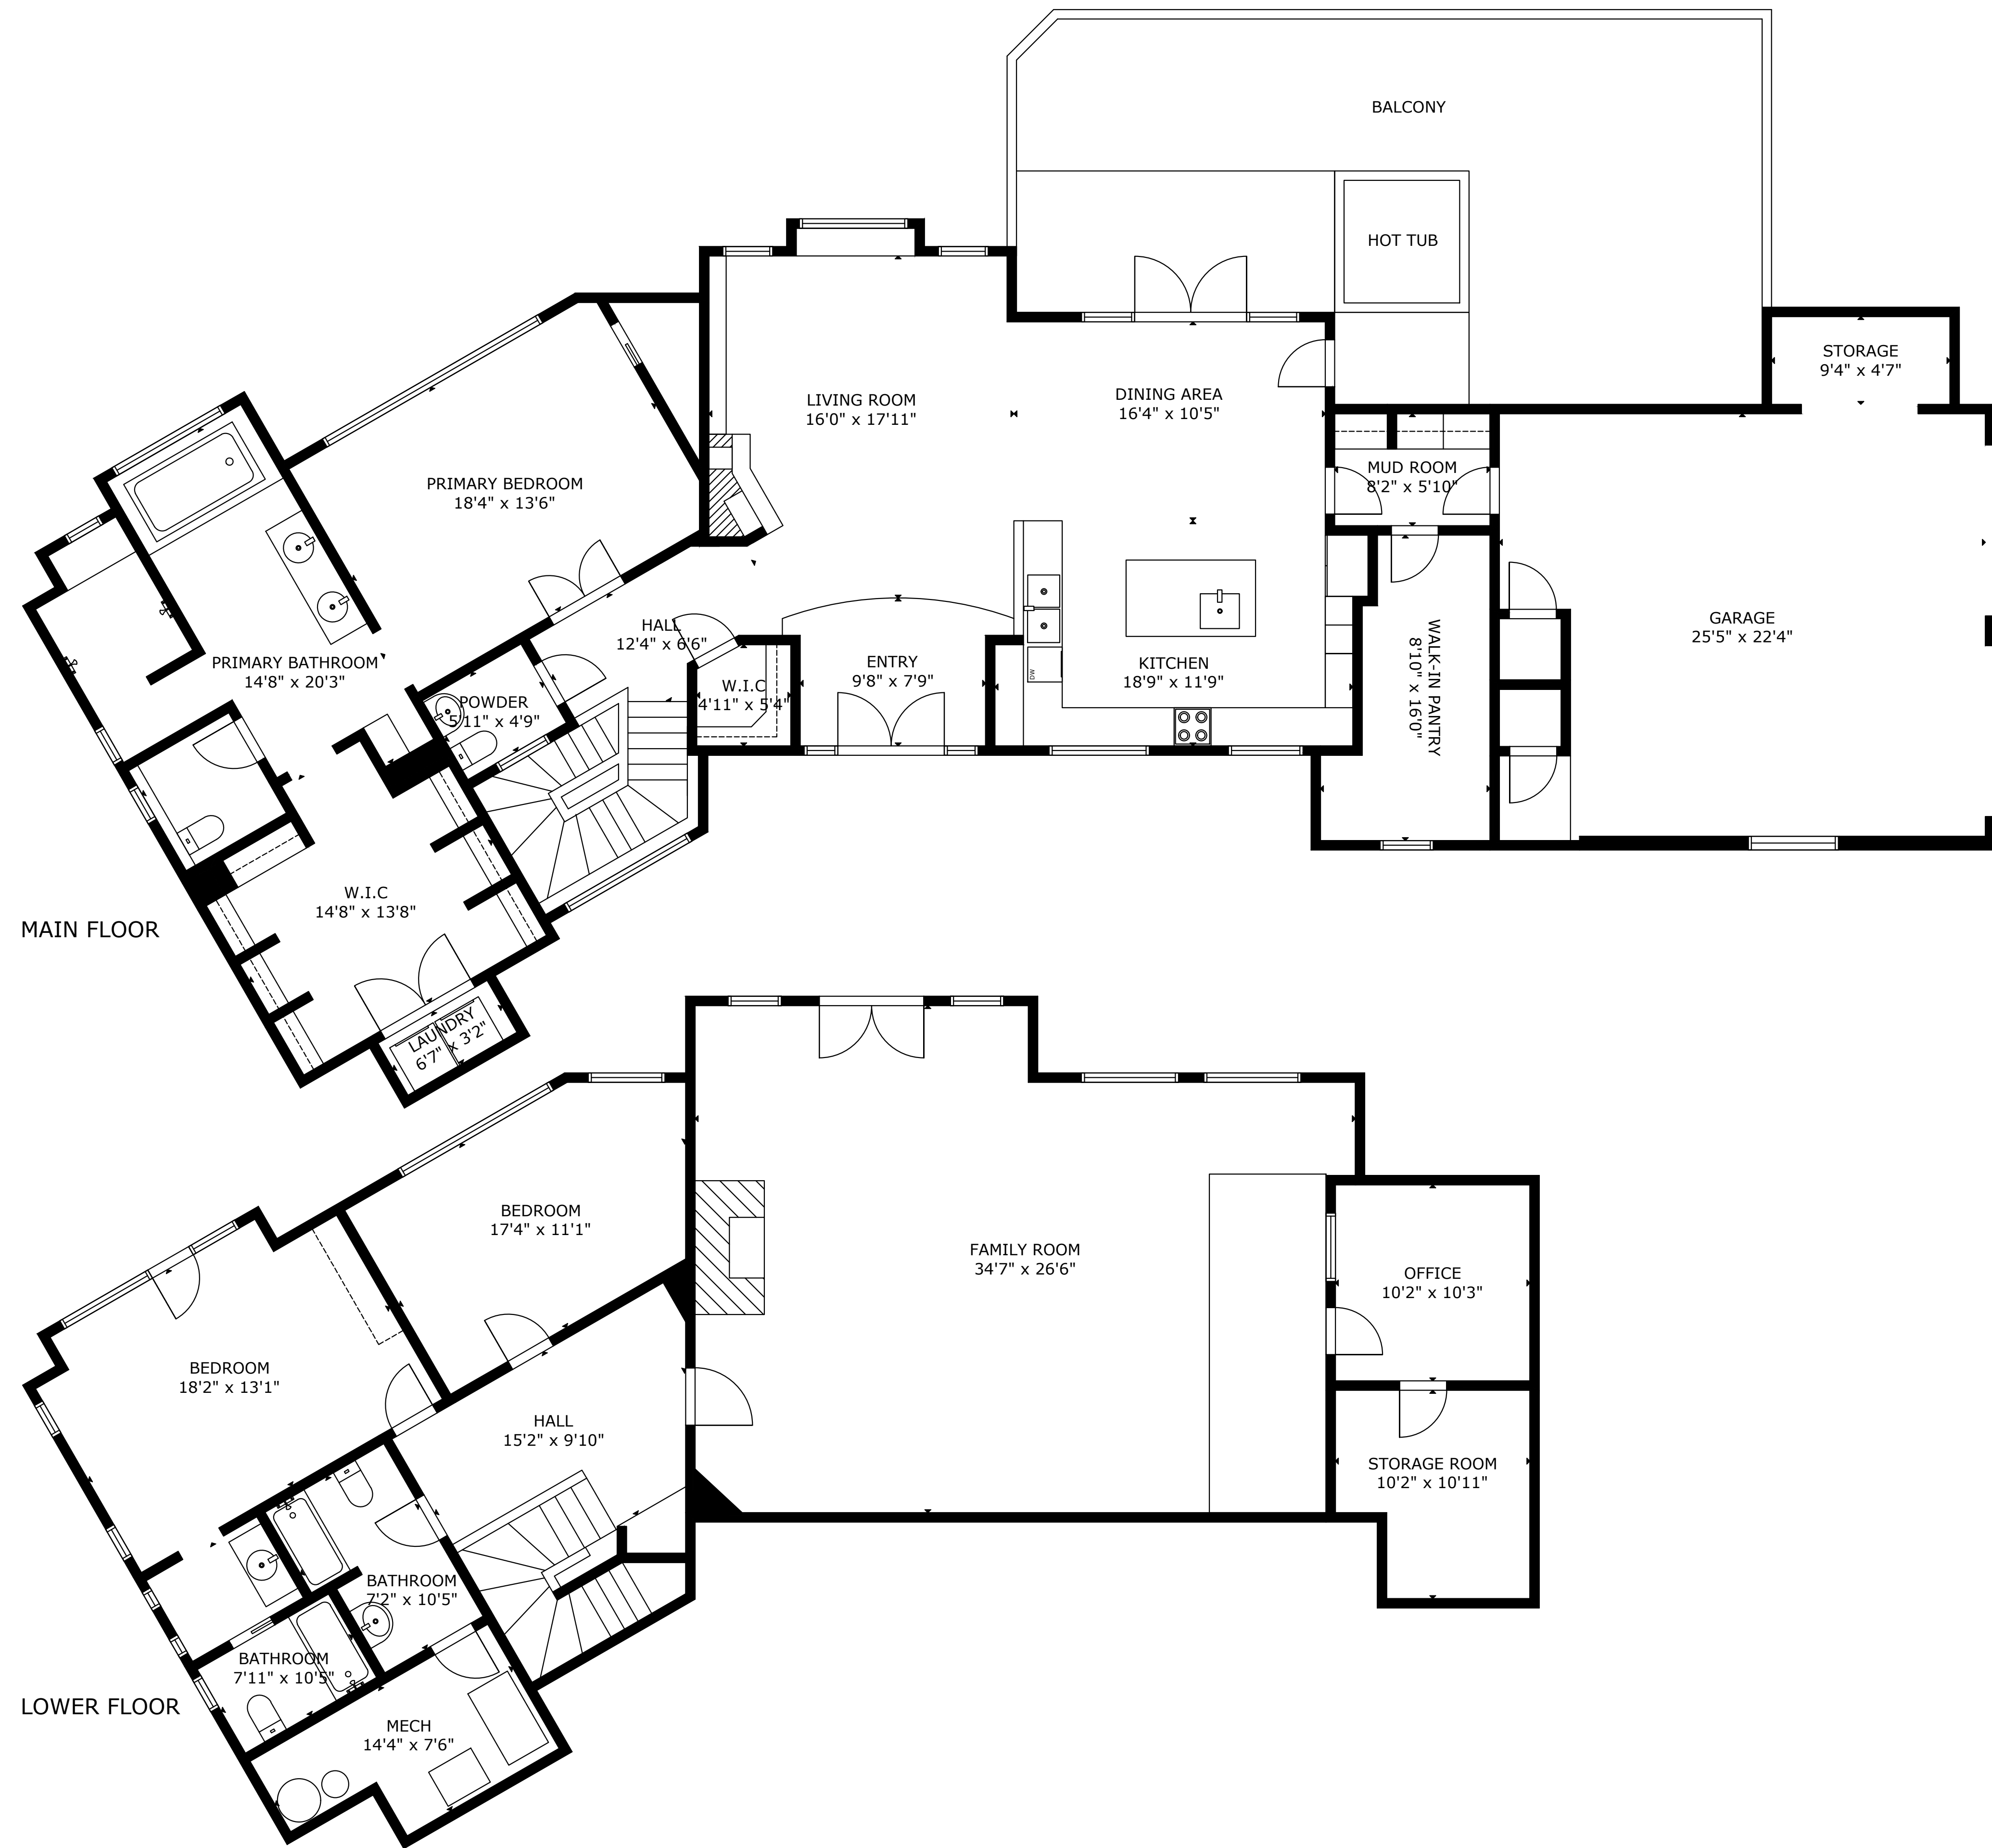 BALCONY
HOT TUB
STORAGE
9'4" x 4'7"
LIVING ROOM
16'0" x 17'11"
DINING AREA
16'4" x 10'5"
MUD ROOM
8'2" x 5'10"
PRIMARY BEDROOM
18'4" x 13'6"
GARAGE
25'5" x 22'4"
HALL
12'4" x 6'6"
WALK-IN PANTRY
8'10" x 16'0"
PRIMARY BATHROOM
14'8" x 20'3"
ENTRY
9'8" x 7'9"
KITCHEN
18'9" x 11'9"
DW
W.I.C
4'11" x 5'4"
POWDER
5'11" x 4'9"
W.I.C
14'8" x 13'8"
MAIN FLOOR
LAUNDRY
6'7" x 3'2"
BEDROOM
17'4" x 11'1"
FAMILY ROOM
34'7" x 26'6"
OFFICE
10'2" x 10'3"
BEDROOM
18'2" x 13'1"
HALL
15'2" x 9'10"
STORAGE ROOM
10'2" x 10'11"
BATHROOM
7'2" x 10'5"
BATHROOM
7'11" x 10'5"
LOWER FLOOR
MECH
14'4" x 7'6"